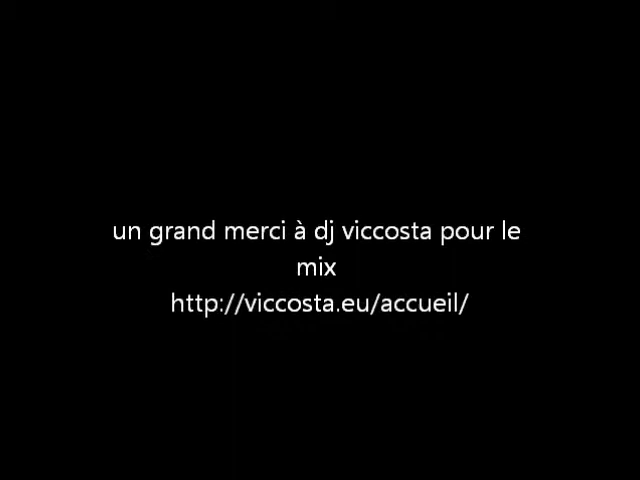 un grand merci à dj viccosta pour le
mix
http://viccosta.eu/accueil/